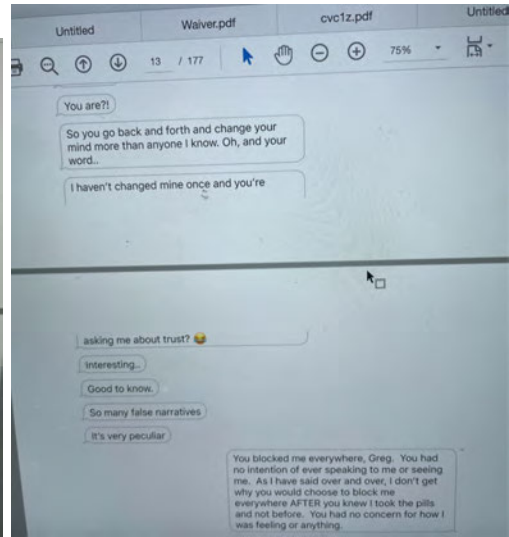 Untitled
Waiver.pdf
cvc1z.pdf
Untitled
13 / 177
75%
You are?!
So you go back and forth and change your
mind more than anyone I know. Oh, and your
word..
I haven't changed mine once and you're
asking me about trust? 😂
Interesting..
Good to know.
So many false narratives
It's very peculiar
You blocked me everywhere, Greg. You had
no intention of ever speaking to me or seeing
me. As I have said over and over, I don't get
why you would choose to block me
everywhere AFTER you knew I took the pills
and not before. You had no concern for how I
was feeling or anything.